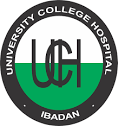 UNIVERSITY COLLEGE HOSPITAL
UCH
· IBADAN ·